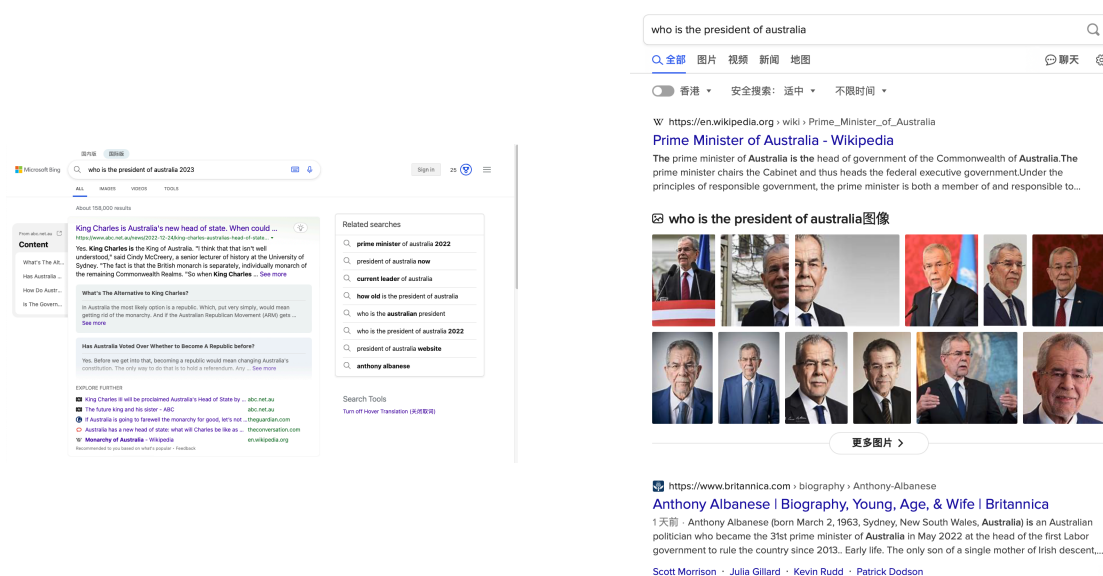 国内版 国际版
Microsoft Bing
who is the president of australia 2023
Sign in 25
ALL IMAGES VIDEOS TOOLS
About 158,000 results
From abc.net.au
Content
What's The Alt...
Has Australia ...
How Do Austr...
Is The Govern...
King Charles is Australia's new head of state. When could ...
https://www.abc.net.au/news/2022-12-24/king-charles-australias-head-of-state...
Yes. King Charles is the King of Australia. "I think that that isn't well
understood," said Cindy McCreery, a senior lecturer of history at the University of
Sydney. "The fact is that the British monarch is separately, individually monarch of
the remaining Commonwealth Realms. "So when King Charles ... See more
What's The Alternative to King Charles?
In Australia the most likely option is a republic. Which, put very simply, would mean
getting rid of the monarchy. And if the Australian Republican Movement (ARM) gets ...
See more
Has Australia Voted Over Whether to Become A Republic before?
Yes. Before we get into that, becoming a republic would mean changing Australia's
constitution. The only way to do that is to hold a referendum. Any ... See more
EXPLORE FURTHER
King Charles III will be proclaimed Australia's Head of State by ... abc.net.au
The future king and his sister - ABC abc.net.au
If Australia is going to farewell the monarchy for good, let's not ... theguardian.com
Australia has a new head of state: what will Charles be like as ... theconversation.com
Monarchy of Australia - Wikipedia en.wikipedia.org
Recommended to you based on what's popular • Feedback
Related searches
prime minister of australia 2022
president of australia now
current leader of australia
how old is the president of australia
who is the australian president
who is the president of australia 2022
president of australia website
anthony albanese
Search Tools
Turn off Hover Translation (关闭取词)
who is the president of australia
全部 图片 视频 新闻 地图 聊天
香港 安全搜索： 适中 不限时间
W https://en.wikipedia.org › wiki › Prime_Minister_of_Australia
Prime Minister of Australia - Wikipedia
The prime minister of Australia is the head of government of the Commonwealth of Australia.The
prime minister chairs the Cabinet and thus heads the federal executive government.Under the
principles of responsible government, the prime minister is both a member of and responsible to...
who is the president of australia图像
更多图片
https://www.britannica.com › biography › Anthony-Albanese
Anthony Albanese | Biography, Young, Age, & Wife | Britannica
1 天前 · Anthony Albanese (born March 2, 1963, Sydney, New South Wales, Australia) is an Australian
politician who became the 31st prime minister of Australia in May 2022 at the head of the first Labor
government to rule the country since 2013.. Early life. The only son of a single mother of Irish descent,...
Scott Morrison · Julia Gillard · Kevin Rudd · Patrick Dodson